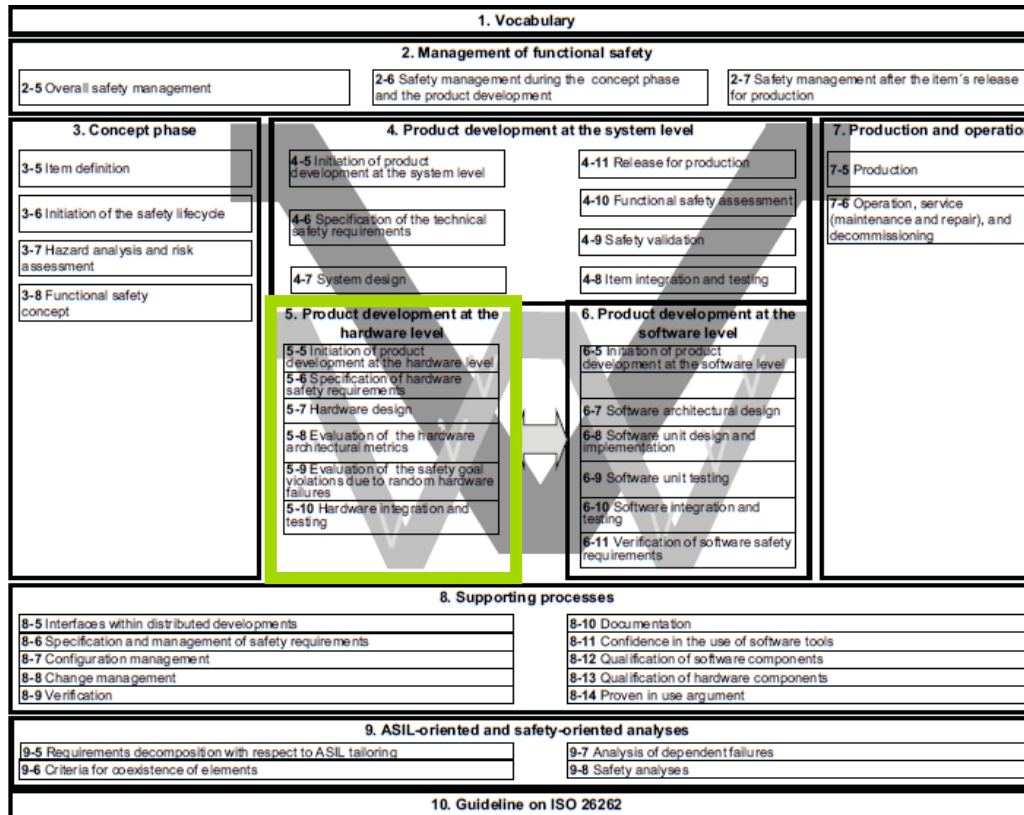 1. Vocabulary
2. Management of functional safety
2-5 Overall safety management
2-6 Safety management during the concept phase
and the product development
2-7 Safety management after the item´s release
for production
3. Concept phase
3-5 Item definition
3-6 Initiation of the safety lifecycle
3-7 Hazard analysis and risk
assessment
3-8 Functional safety
concept
4. Product development at the system level
4-5 Initiation of product
development at the system level
4-6 Specification of the technical
safety requirements
4-7 System design
4-11 Release for production
4-10 Functional safety assessment
4-9 Safety validation
4-8 Item integration and testing
7. Production and operatio
7-5 Production
7-6 Operation, service
(maintenance and repair), and
decommissioning
5. Product development at the
hardware level
5-5 Initiation of product
development at the hardware level
5-6 Specification of hardware
safety requirements
5-7 Hardware design
5-8 Evaluation of the hardware
architectural metrics
5-9 Evaluation of the safety goal
violations due to random hardware
failures
5-10 Hardware integration and
testing
6. Product development at the
software level
6-5 Initiation of product
development at the software level
6-7 Software architectural design
6-8 Software unit design and
implementation
6-9 Software unit testing
6-10 Software integration and
testing
6-11 Verification of software safety
requirements
8. Supporting processes
8-5 Interfaces within distributed developments
8-6 Specification and management of safety requirements
8-7 Configuration management
8-8 Change management
8-9 Verification
8-10 Documentation
8-11 Confidence in the use of software tools
8-12 Qualification of software components
8-13 Qualification of hardware components
8-14 Proven in use argument
9. ASIL-oriented and safety-oriented analyses
9-5 Requirements decomposition with respect to ASIL tailoring
9-6 Criteria for coexistence of elements
9-7 Analysis of dependent failures
9-8 Safety analyses
10. Guideline on ISO 26262